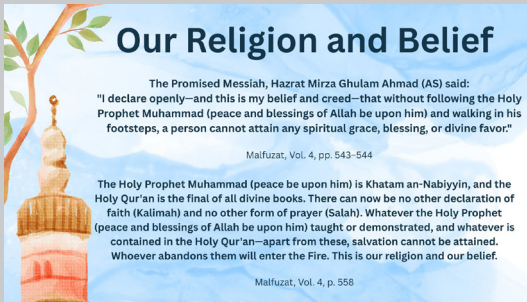 Our Religion and Belief
The Promised Messiah, Hazrat Mirza Ghulam Ahmad (AS) said:
"I declare openly—and this is my belief and creed—that without following the Holy
Prophet Muhammad (peace and blessings of Allah be upon him) and walking in his
footsteps, a person cannot attain any spiritual grace, blessing, or divine favor."
Malfuzat, Vol. 4, pp. 543–544
The Holy Prophet Muhammad (peace be upon him) is Khatam an-Nabiyyin, and the
Holy Qur'an is the final of all divine books. There can now be no other declaration of
faith (Kalimah) and no other form of prayer (Salah). Whatever the Holy Prophet
(peace and blessings of Allah be upon him) taught or demonstrated, and whatever is
contained in the Holy Qur'an—apart from these, salvation cannot be attained.
Whoever abandons them will enter the Fire. This is our religion and our belief.
Malfuzat, Vol. 4, p. 558